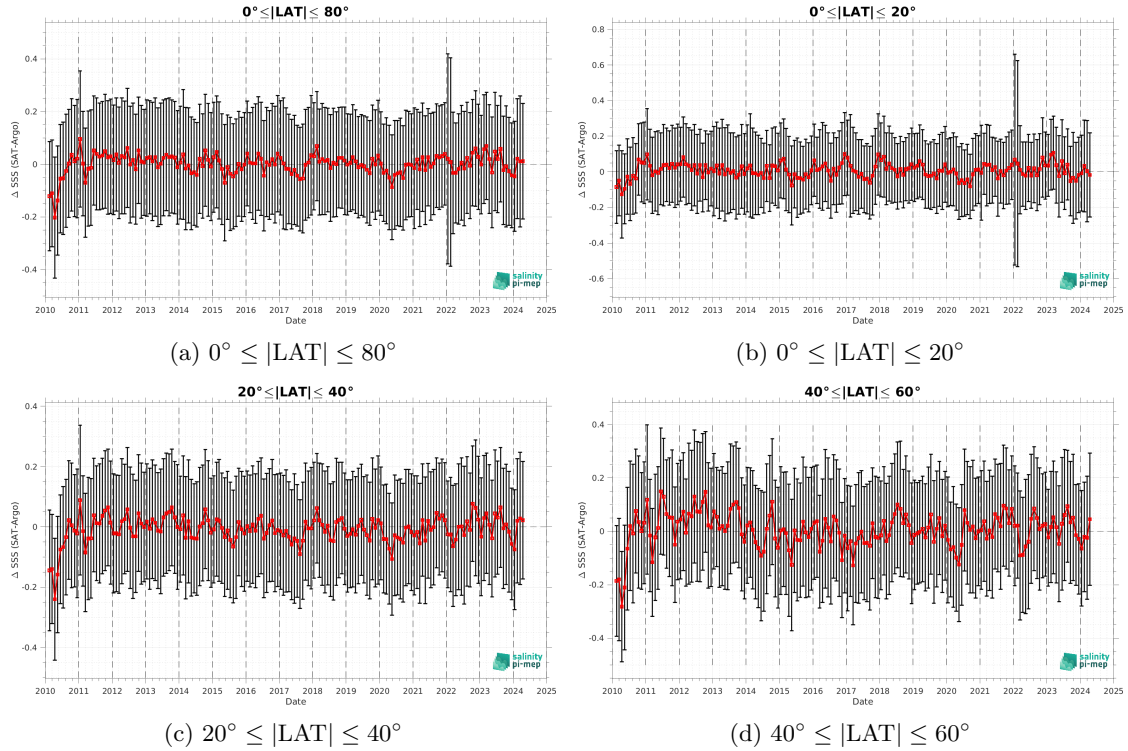 0°≤|LAT|≤ 80°
Δ SSS (SAT-Argo)
0.4
0.2
0
-0.2
-0.4
2010 2011 2012 2013 2014 2015 2016 2017 2018 2019 2020 2021 2022 2023 2024 2025
Date
salinity
pi-mep
(a) 0° ≤ |LAT| ≤ 80°
0°≤|LAT|≤ 20°
Δ SSS (SAT-Argo)
0.8
0.6
0.4
0.2
0
-0.2
-0.4
-0.6
2010 2011 2012 2013 2014 2015 2016 2017 2018 2019 2020 2021 2022 2023 2024 2025
Date
salinity
pi-mep
(b) 0° ≤ |LAT| ≤ 20°
20°≤|LAT|≤ 40°
Δ SSS (SAT-Argo)
0.4
0.2
0
-0.2
-0.4
2010 2011 2012 2013 2014 2015 2016 2017 2018 2019 2020 2021 2022 2023 2024 2025
Date
salinity
pi-mep
(c) 20° ≤ |LAT| ≤ 40°
40°≤|LAT|≤ 60°
Δ SSS (SAT-Argo)
0.4
0.2
0
-0.2
-0.4
2010 2011 2012 2013 2014 2015 2016 2017 2018 2019 2020 2021 2022 2023 2024 2025
Date
salinity
pi-mep
(d) 40° ≤ |LAT| ≤ 60°